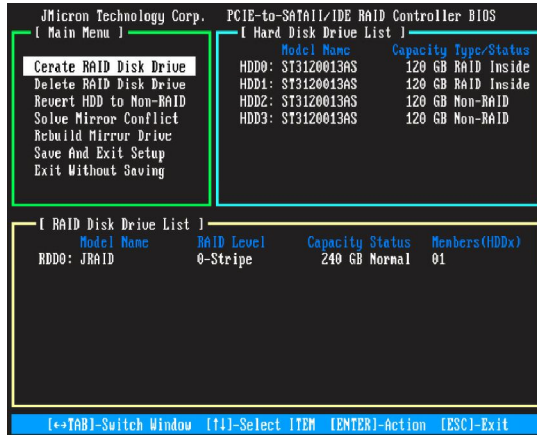 JMicron Technology Corp. PCIE-to-SATAII/IDE RAID Controller BIOS
[ Main Menu ]
Cerate RAID Disk Drive
Delete RAID Disk Drive
Revert HDD to Non-RAID
Solve Mirror Conflict
Rebuild Mirror Drive
Save And Exit Setup
Exit Without Saving
[ Hard Disk Drive List ]
Model Name Capacity Type/Status
HDD0: ST3120013AS 120 GB RAID Inside
HDD1: ST3120013AS 120 GB RAID Inside
HDD2: ST3120013AS 120 GB Non-RAID
HDD3: ST3120013AS 120 GB Non-RAID
[ RAID Disk Drive List ]
Model Name RAID Level Capacity Status Members(HDDx)
RDD0: JRAID 0-Stripe 240 GB Normal 01
[↔TAB]-Switch Window [↑↓]-Select ITEM [ENTER]-Action [ESC]-Exit